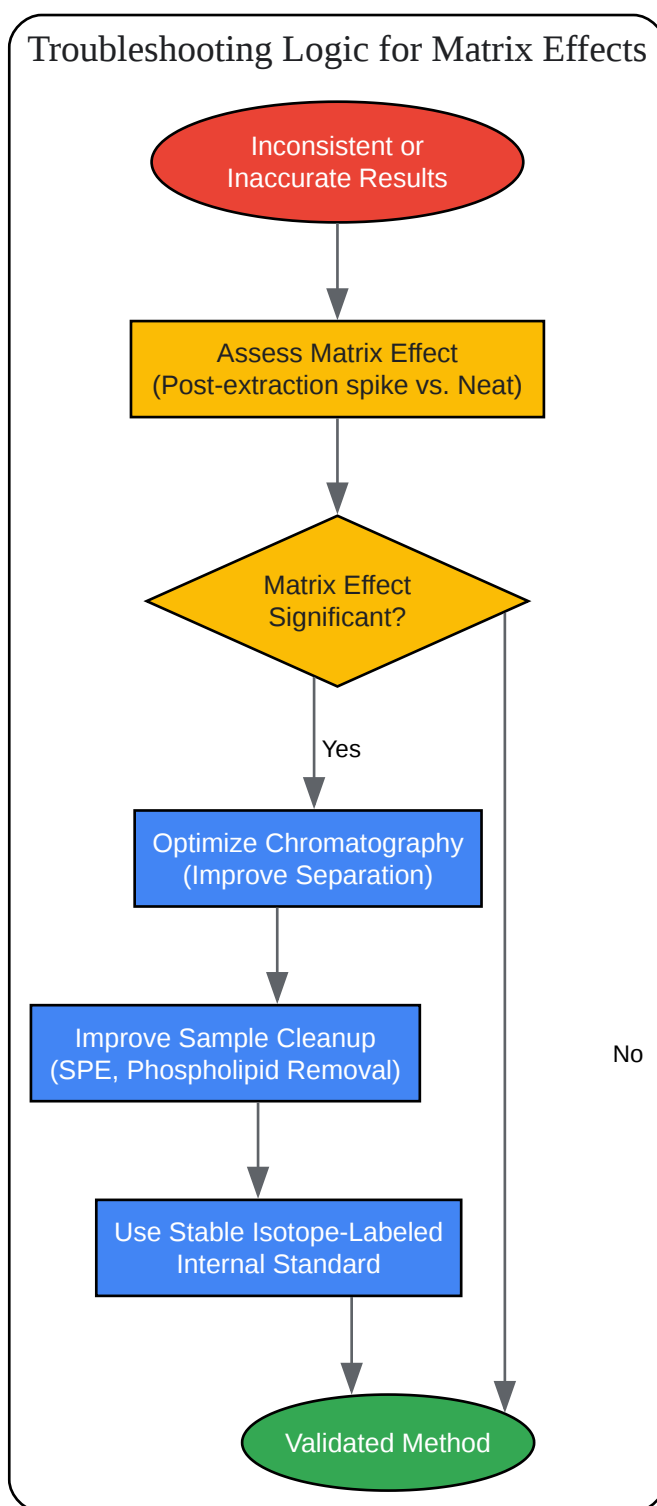 Troubleshooting Logic for Matrix Effects
Inconsistent or
Inaccurate Results
Assess Matrix Effect
(Post-extraction spike vs. Neat)
Matrix Effect
Significant?
Yes
Optimize Chromatography
(Improve Separation)
Improve Sample Cleanup
(SPE, Phospholipid Removal)
No
Use Stable Isotope-Labeled
Internal Standard
Validated Method